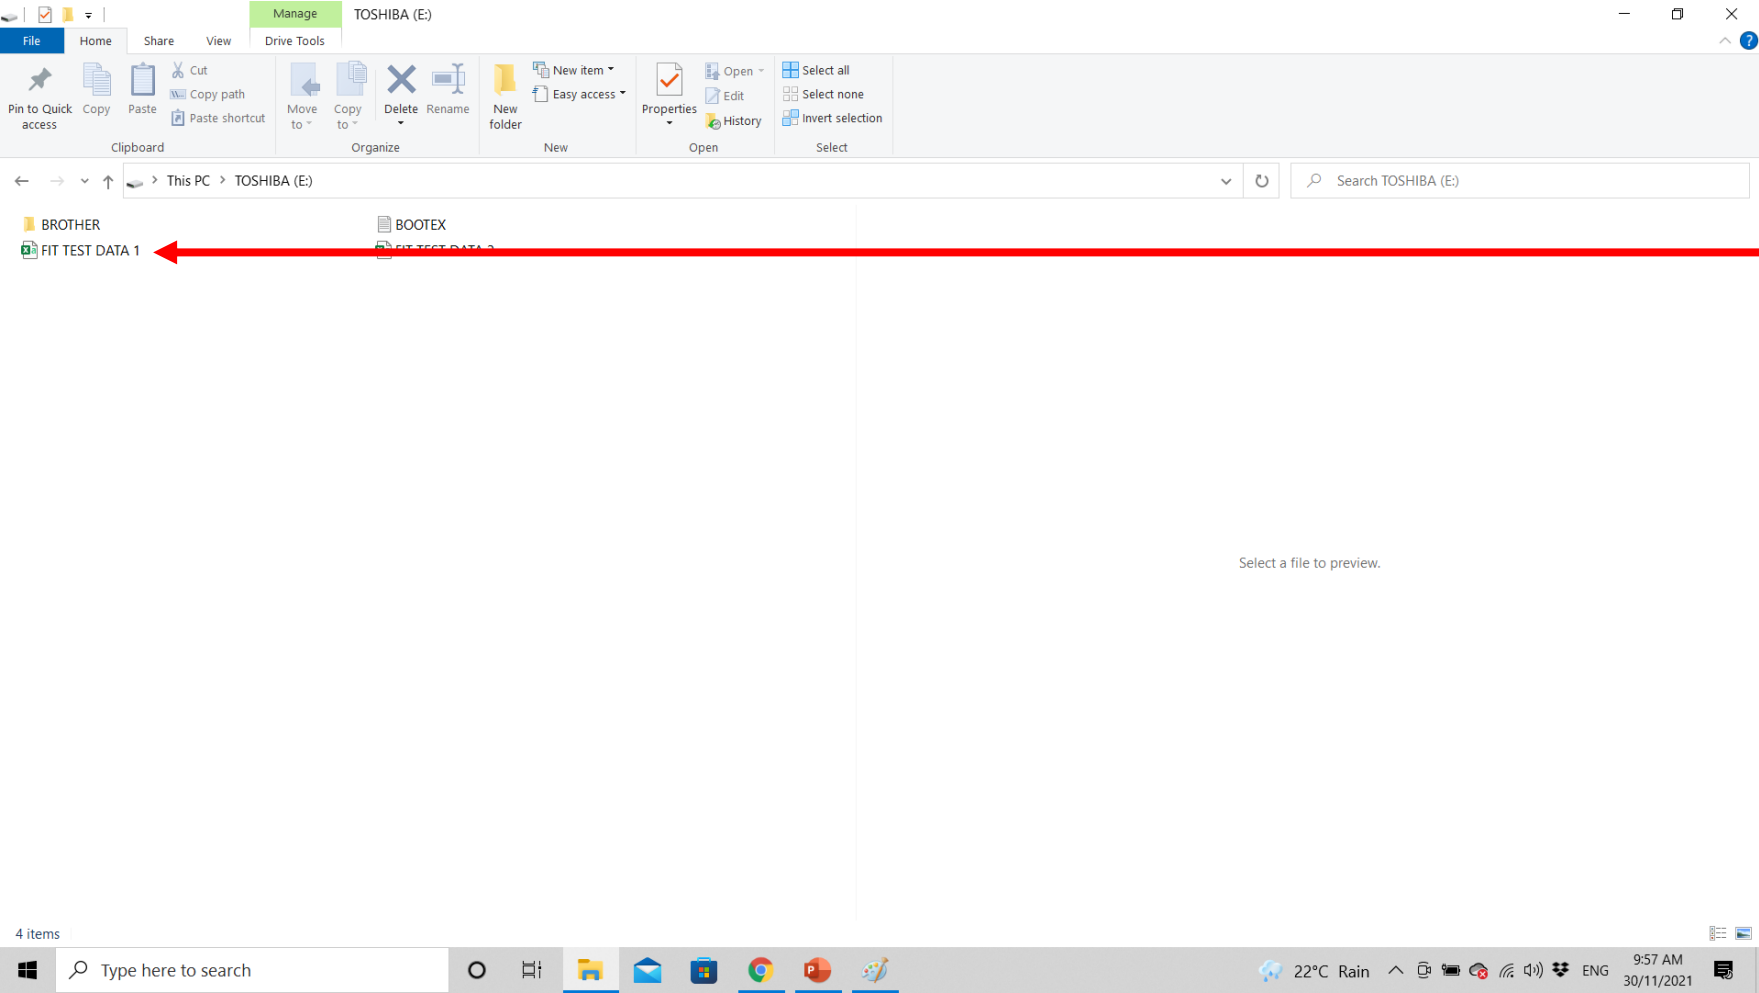 Manage
TOSHIBA (E:)
File
Home
Share
View
Drive Tools
Pin to Quick access
Copy
Paste
Cut
Copy path
Paste shortcut
Move to
Copy to
Delete
Rename
New folder
New item
Easy access
Properties
Open
Edit
History
Select all
Select none
Invert selection
Clipboard
Organize
New
Open
Select
This PC
TOSHIBA (E:)
Search TOSHIBA (E:)
BROTHER
BOOTEX
FIT TEST DATA 1
FIT TEST DATA 2
Select a file to preview.
4 items
Type here to search
22°C Rain
ENG
9:57 AM
30/11/2021